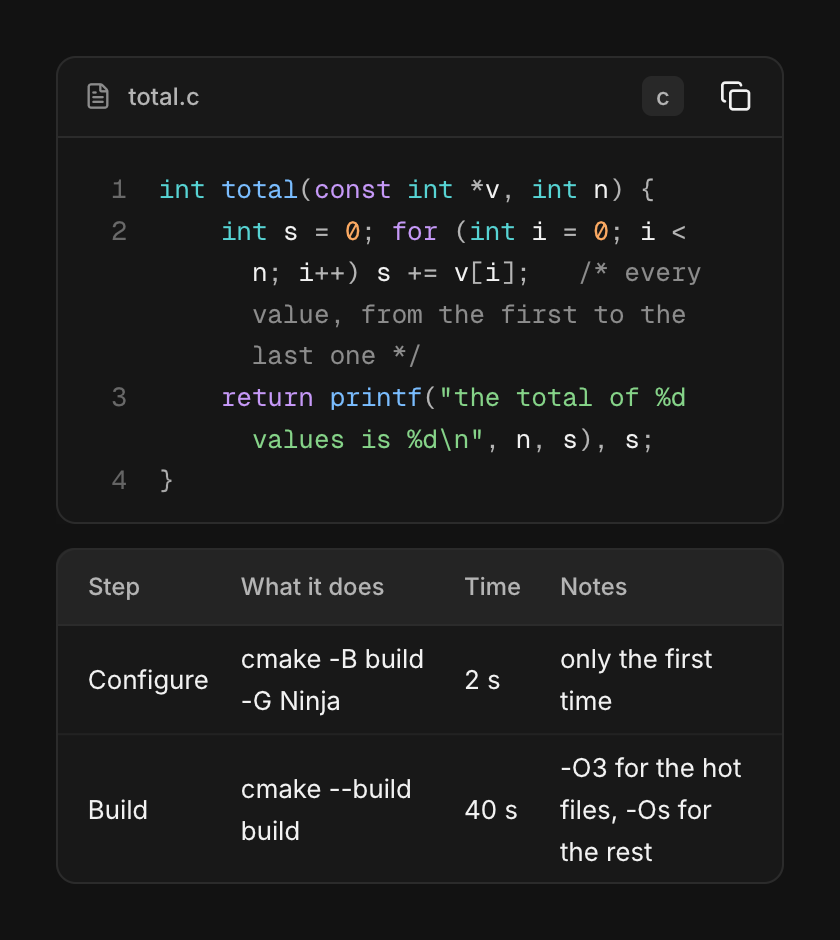 total.c
c
1 int total(const int *v, int n) {
2     int s = 0; for (int i = 0; i <
n; i++) s += v[i];   /* every
value, from the first to the
last one */
3     return printf("the total of %d
values is %d\n", n, s), s;
4 }
Step What it does Time Notes
Configure cmake -B build -G Ninja 2 s only the first time
Build cmake --build build 40 s -O3 for the hot files, -Os for the rest